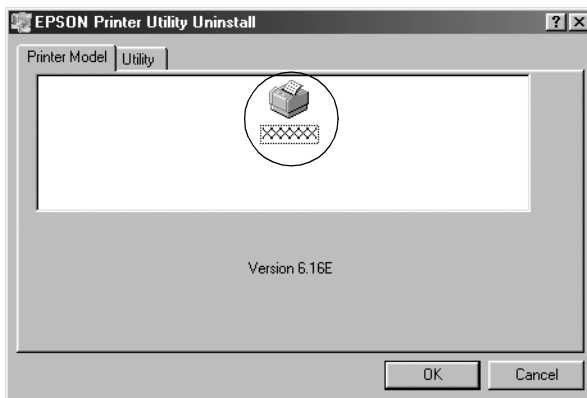 EPSON Printer Utility Uninstall
Printer Model Utility
Version 6.16E
OK Cancel